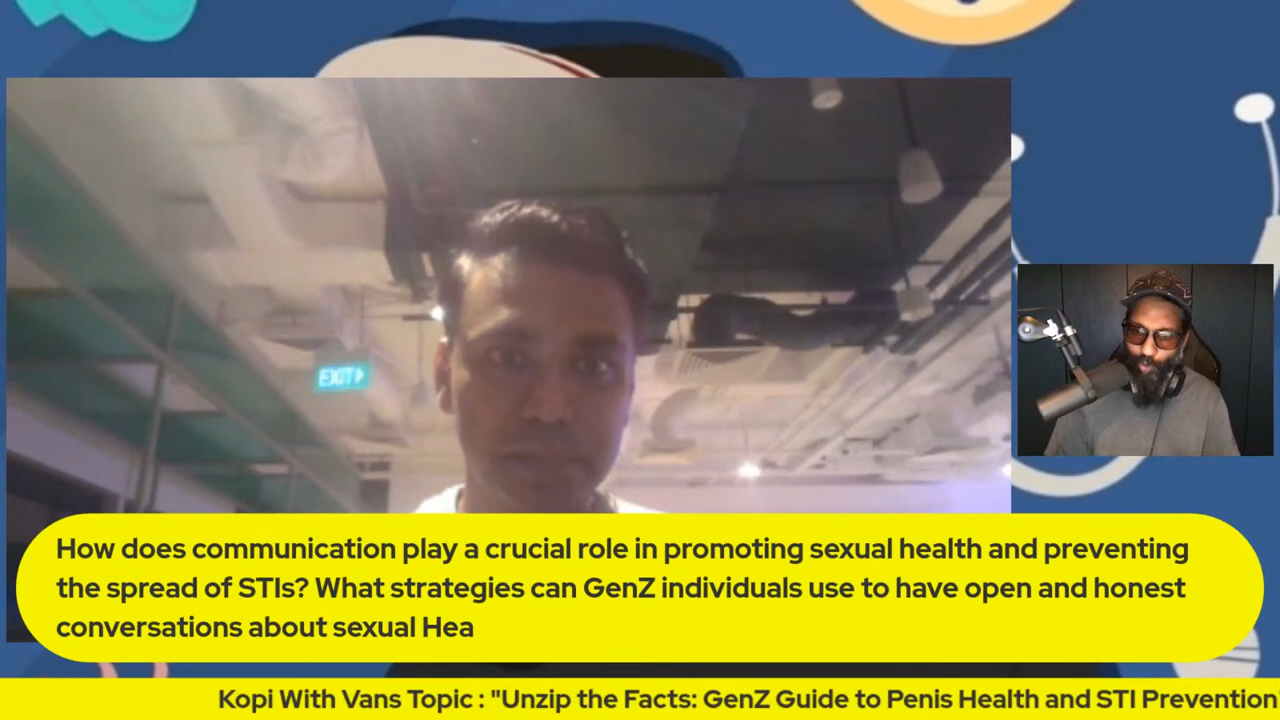 EXIT
How does communication play a crucial role in promoting sexual health and preventing
the spread of STIs? What strategies can GenZ individuals use to have open and honest
conversations about sexual Hea
Kopi With Vans Topic : "Unzip the Facts: GenZ Guide to Penis Health and STI Prevention"